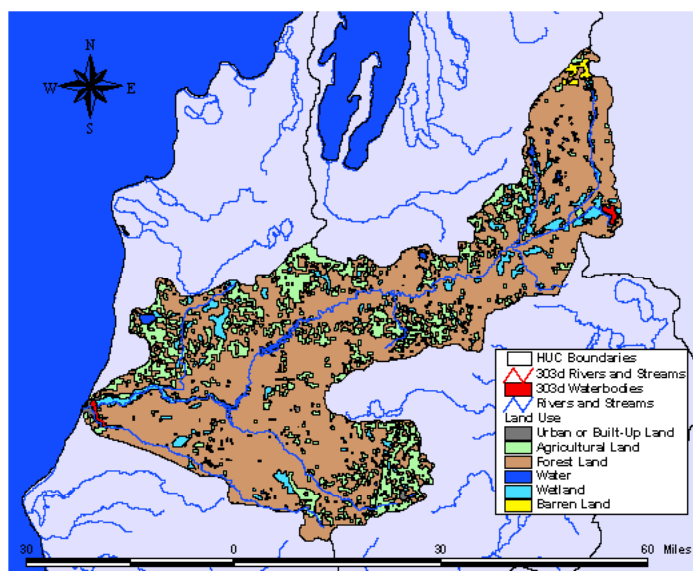 N
W E
S
HUC Boundaries
303d Rivers and Streams
303d Waterbodies
Rivers and Streams
Land Use
Urban or Built-Up Land
Agricultural Land
Forest Land
Water
Wetland
Barren Land
30 0 30 60 Miles